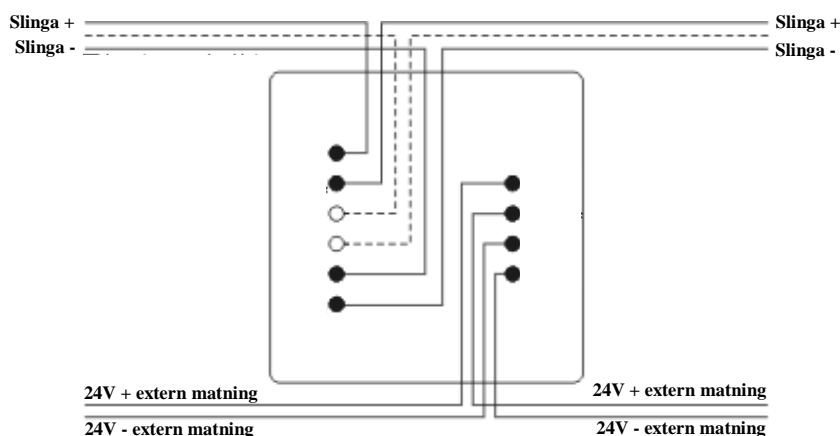 Slinga +
Slinga +
Slinga -
Slinga -
24V + extern matning
24V + extern matning
24V - extern matning
24V - extern matning